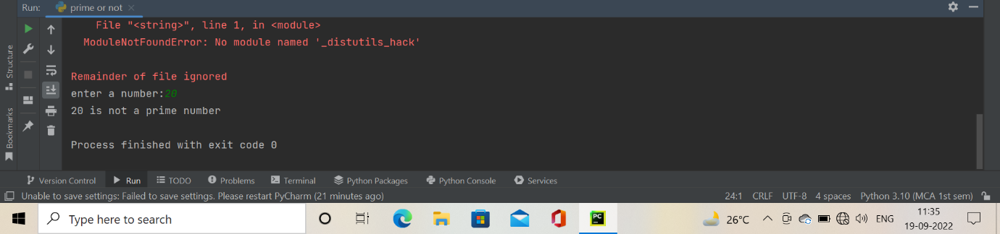 Run: prime or not
File "<string>", line 1, in <module>
ModuleNotFoundError: No module named '_distutils_hack'
Remainder of file ignored
enter a number:20
20 is not a prime number
Process finished with exit code 0
Structure
Bookmarks
Version Control Run TODO Problems Terminal Python Packages Python Console Services
Unable to save settings: Failed to save settings. Please restart PyCharm (21 minutes ago) 24:1 CRLF UTF-8 4 spaces Python 3.10 (MCA 1st sem)
Type here to search PC 26°C ENG 11:35
19-09-2022